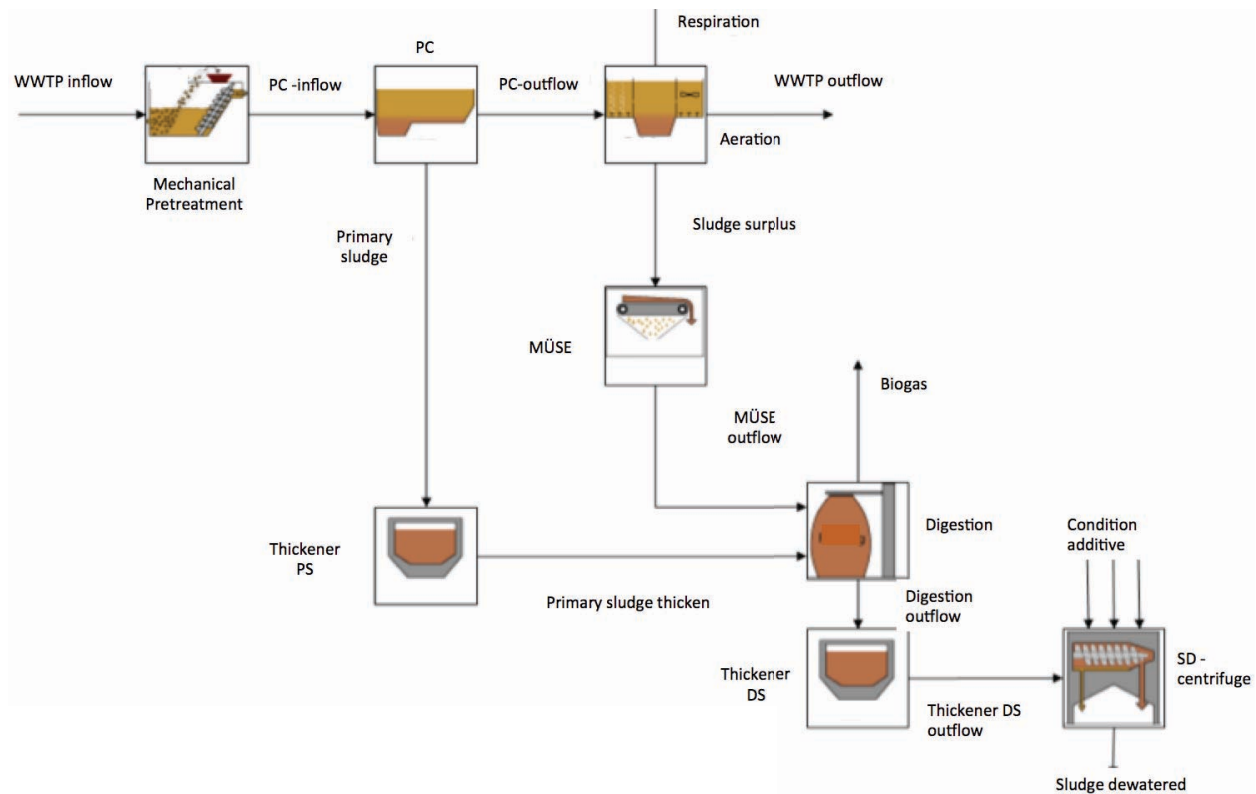 Respiration
PC
WWTP inflow
PC -inflow
PC-outflow
WWTP outflow
Aeration
Mechanical
Pretreatment
Primary
sludge
Sludge surplus
MÜSE
Biogas
MÜSE
outflow
Thickener
PS
Digestion
Condition
additive
Primary sludge thicken
Digestion
outflow
Thickener
DS
SD -
centrifuge
Thickener DS
outflow
Sludge dewatered